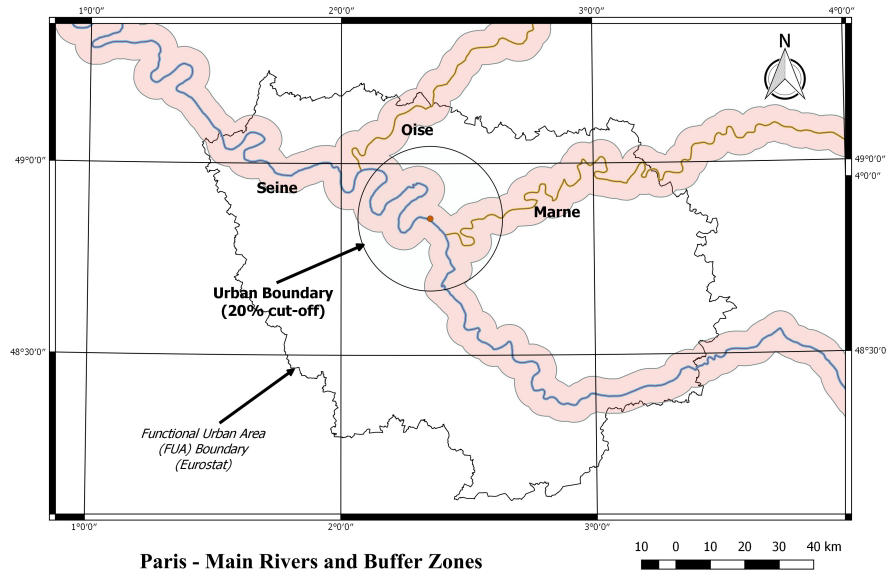 1°0'0" 2°0'0" 3°0'0" 4°0'0"
N
Oise
49°0'0" 49°0'0"
4°0'0"
Seine
Marne
Urban Boundary
(20% cut-off)
48°30'0" 48°30'0
Functional Urban Area
(FUA) Boundary
(Eurostat)
1°0'0" 2°0'0" 3°0'0" 4°0'0"
10 0 10 20 30 40 km
Paris - Main Rivers and Buffer Zones